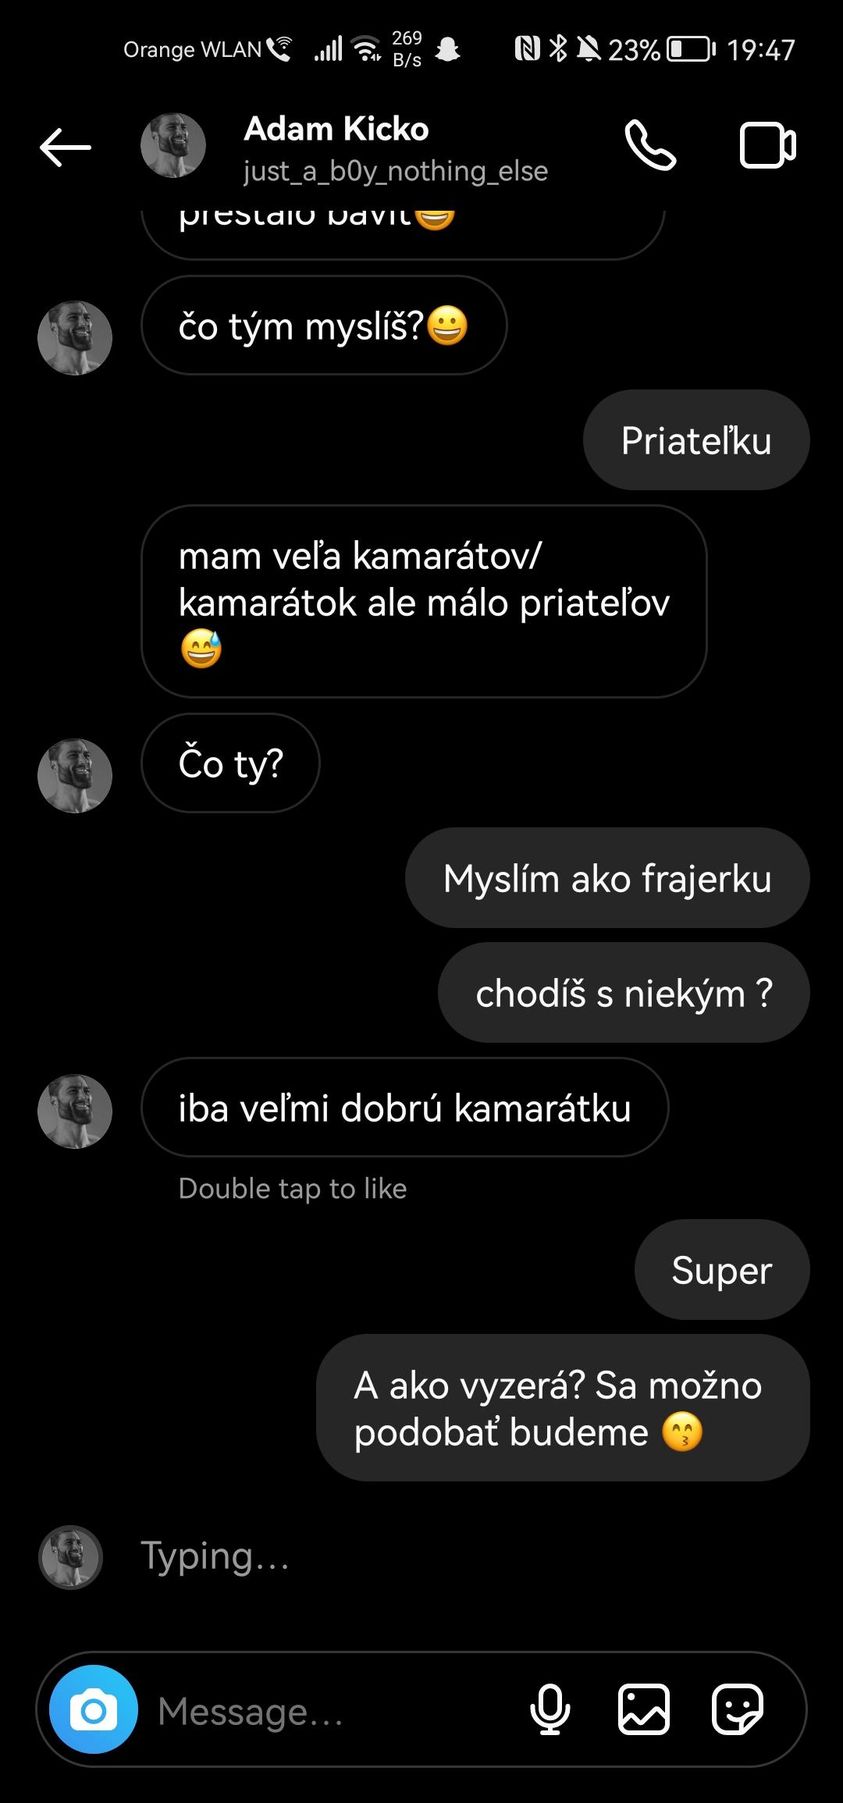 Orange WLAN 269 B/s 23% 19:47
Adam Kicko
just_a_b0y_nothing_else
prestalo baviť😄
čo tým myslíš?😀
Priateľku
mam veľa kamarátov/
kamarátok ale málo priateľov
😅
Čo ty?
Myslím ako frajerku
chodíš s niekým ?
iba veľmi dobrú kamarátku
Double tap to like
Super
A ako vyzerá? Sa možno
podobať budeme 😙
Typing...
Message...